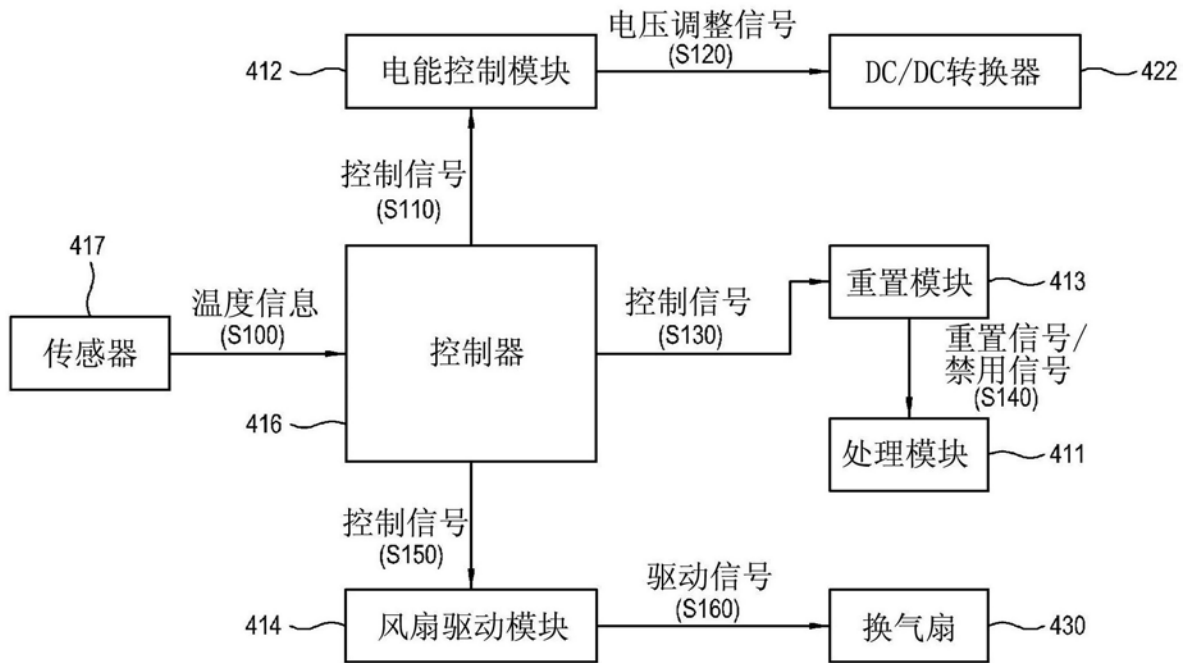 电压调整信号
(S120)
412
电能控制模块
DC/DC转换器
422
控制信号
(S110)
417
温度信息
(S100)
传感器
控制器
416
控制信号
(S130)
重置模块
413
重置信号/
禁用信号
(S140)
处理模块
411
控制信号
(S150)
驱动信号
(S160)
414
风扇驱动模块
换气扇
430